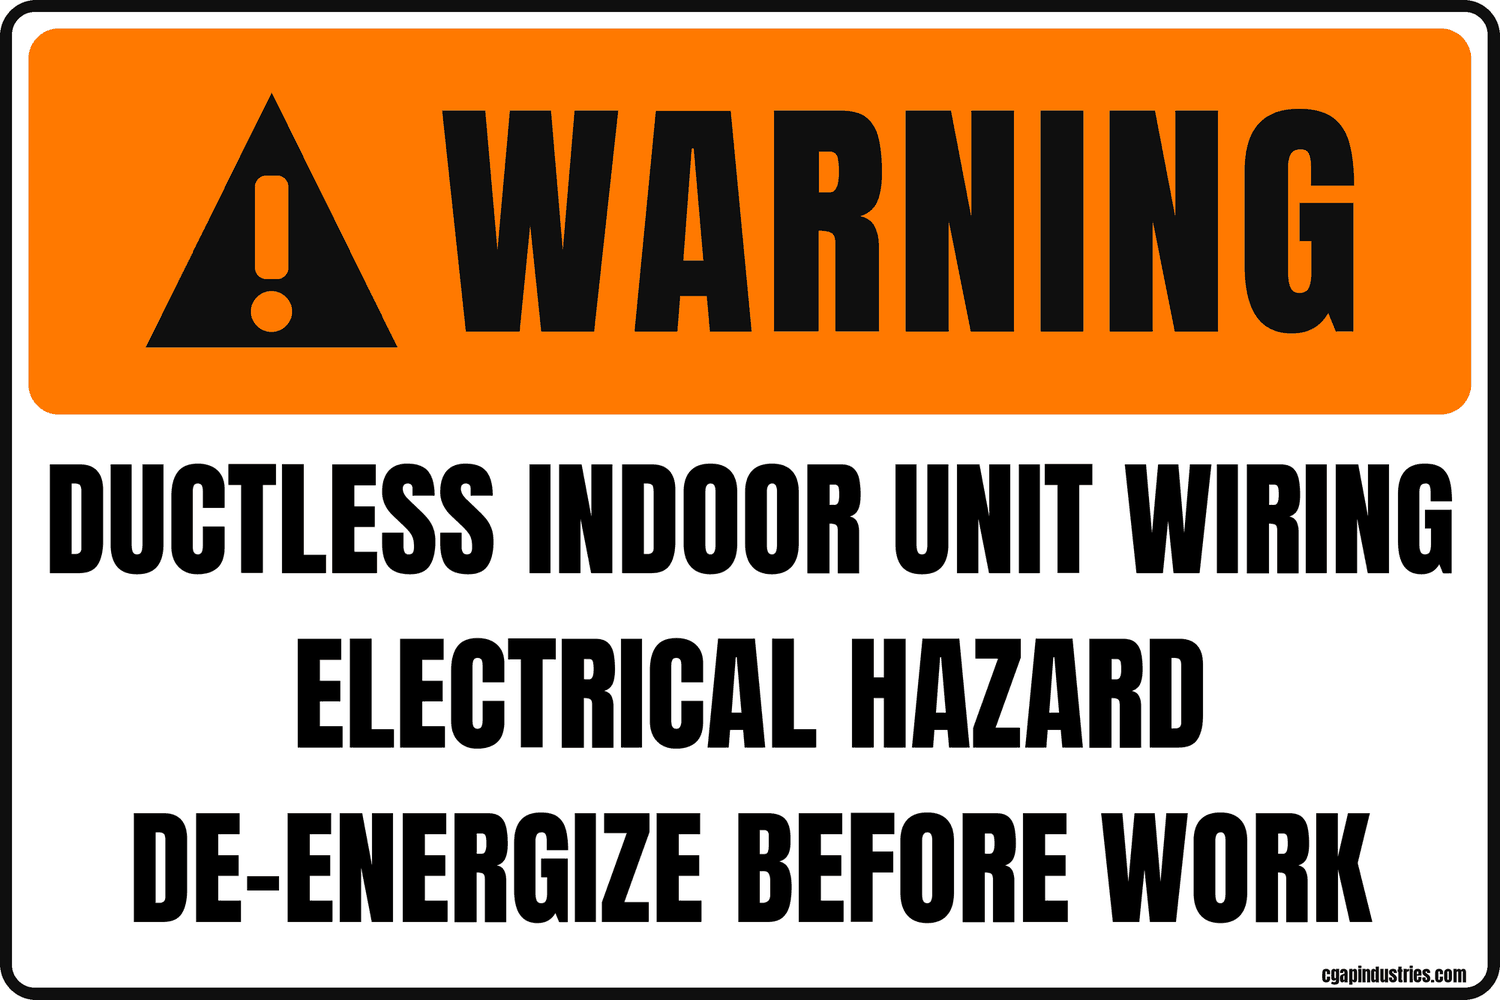 WARNING
DUCTLESS INDOOR UNIT WIRING
ELECTRICAL HAZARD
DE-ENERGIZE BEFORE WORK
cgapindustries.com